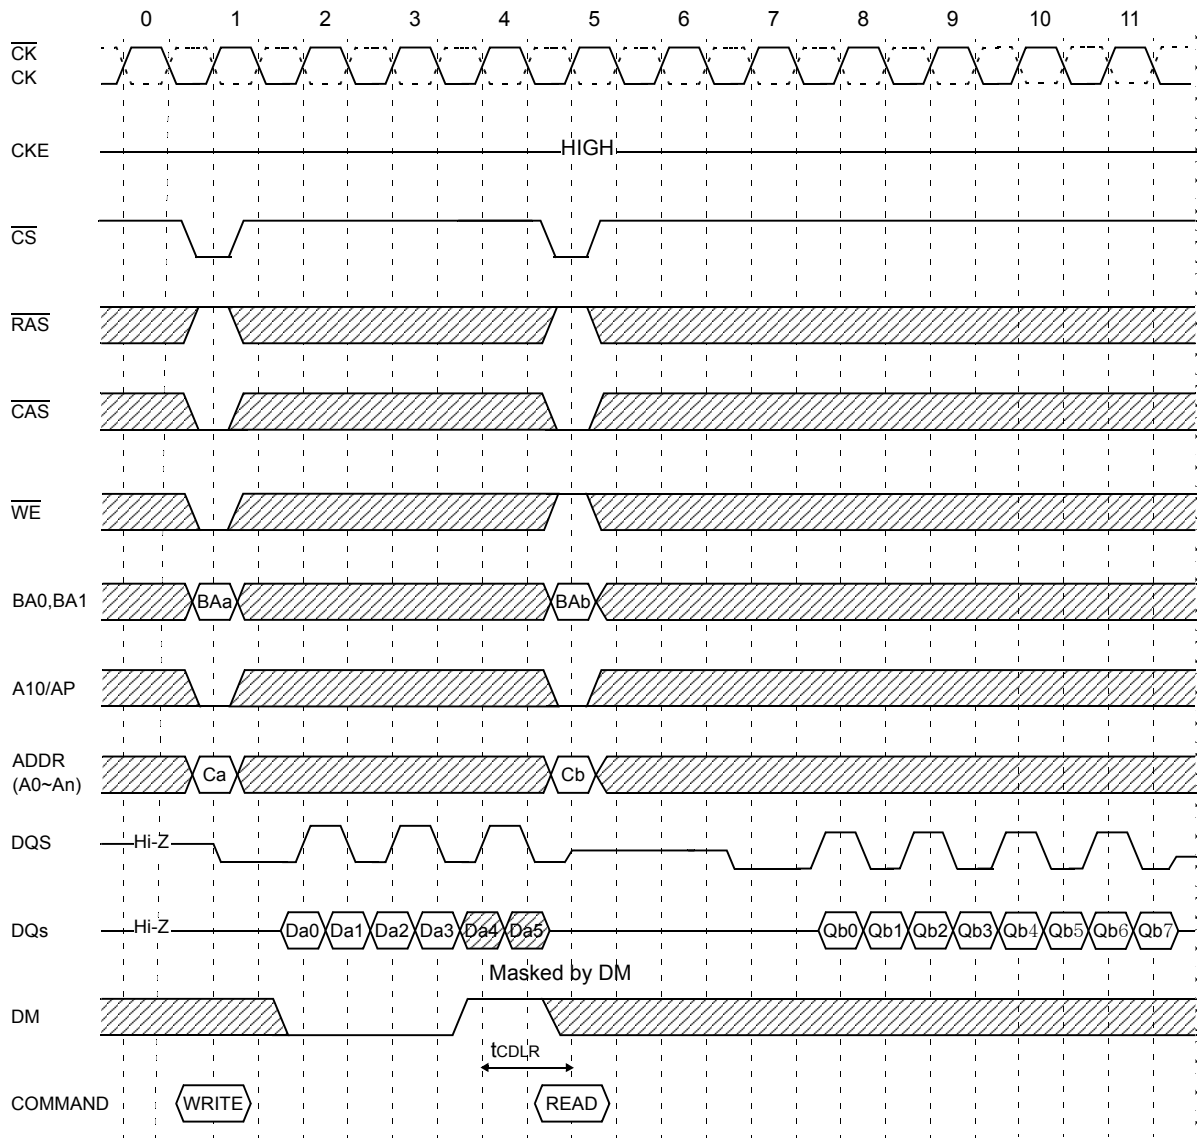 0 1 2 3 4 5 6 7 8 9 10 11
CK
CK
CKE HIGH
CS
RAS
CAS
WE
BA0,BA1 BAa BAb
A10/AP
ADDR
(A0~An) Ca Cb
DQS Hi-Z
DQs Hi-Z Da0 Da1 Da2 Da3 Da4 Da5 Qb0 Qb1 Qb2 Qb3 Qb4 Qb5 Qb6 Qb7
Masked by DM
DM
tCDLR
COMMAND WRITE READ